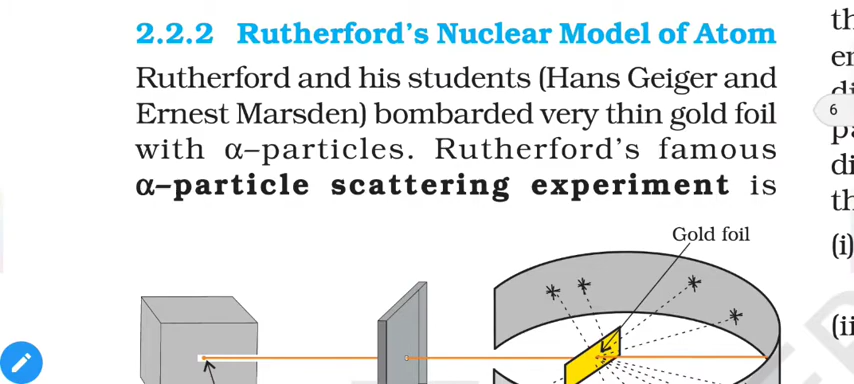 2.2.2 Rutherford's Nuclear Model of Atom
Rutherford and his students (Hans Geiger and
Ernest Marsden) bombarded very thin gold foil
with α–particles. Rutherford's famous
α–particle scattering experiment is
Gold foil
6
(i)